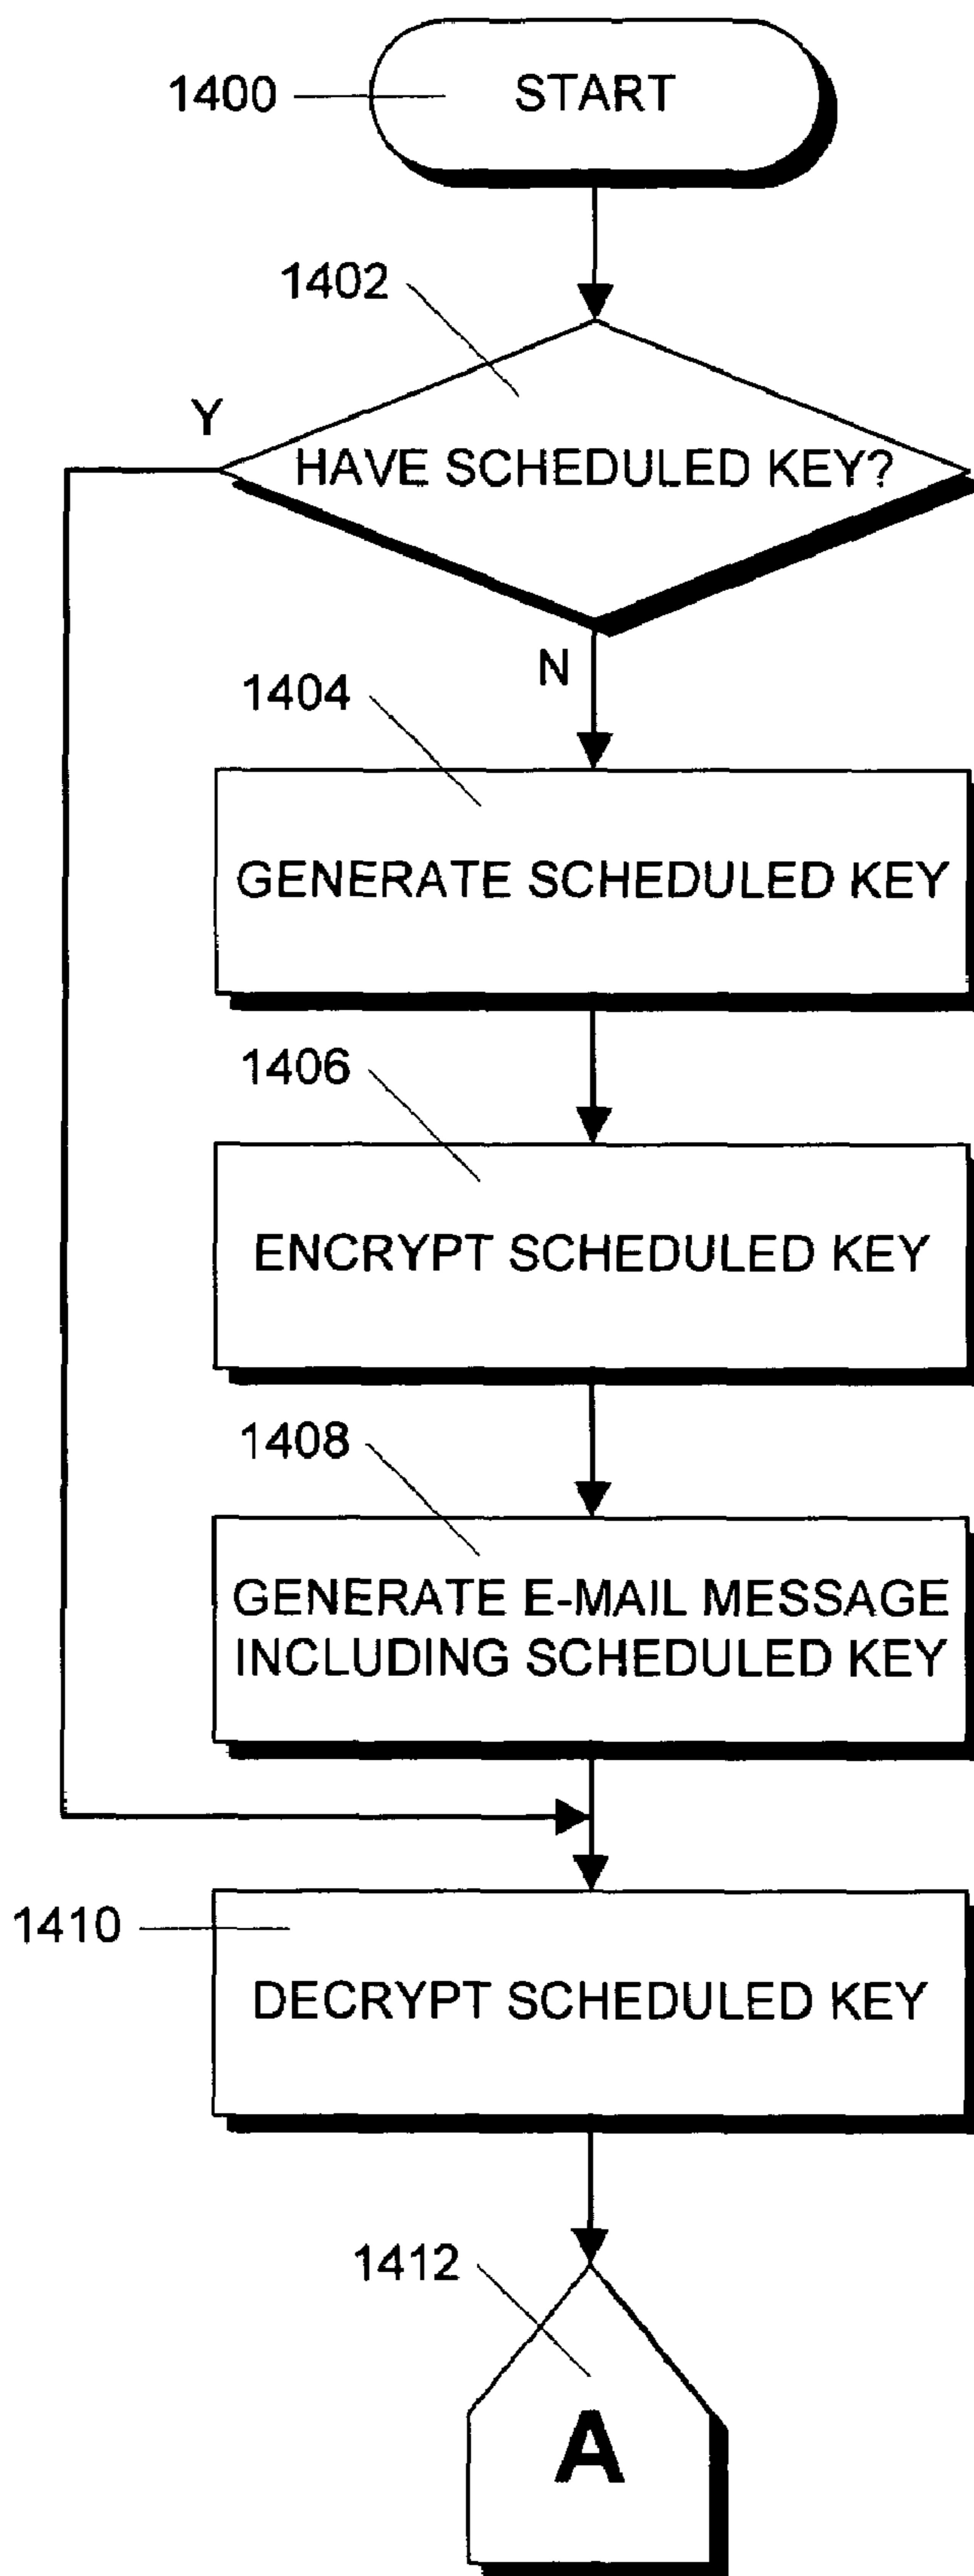 1400
START
1402
Y
HAVE SCHEDULED KEY?
N
1404
GENERATE SCHEDULED KEY
1406
ENCRYPT SCHEDULED KEY
1408
GENERATE E-MAIL MESSAGE
INCLUDING SCHEDULED KEY
1410
DECRYPT SCHEDULED KEY
1412
A